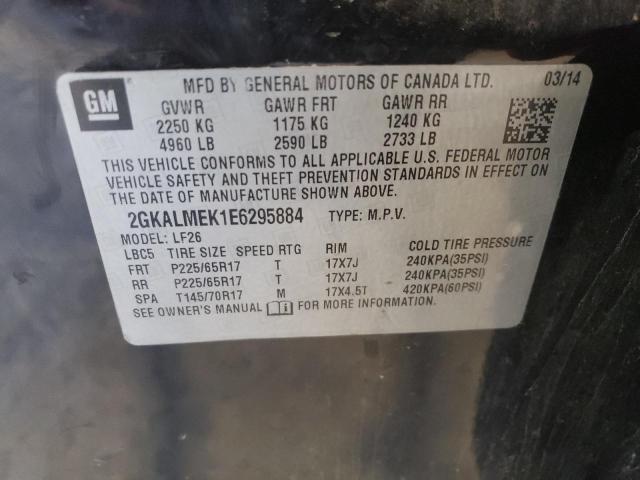 GM
MFD BY GENERAL MOTORS OF CANADA LTD. 03/14
GVWR GAWR FRT GAWR RR
2250 KG 1175 KG 1240 KG
4960 LB 2590 LB 2733 LB
THIS VEHICLE CONFORMS TO ALL APPLICABLE U.S. FEDERAL MOTOR
VEHICLE SAFETY AND THEFT PREVENTION STANDARDS IN EFFECT ON
THE DATE OF MANUFACTURE SHOWN ABOVE.
2GKALMEK1E6295884 TYPE: M.P.V.
MODEL: LF26
LBC5 TIRE SIZE SPEED RTG RIM COLD TIRE PRESSURE
FRT P225/65R17 T 17X7J 240KPA(35PSI)
RR P225/65R17 T 17X7J 240KPA(35PSI)
SPA T145/70R17 M 17X4.5T 420KPA(60PSI)
SEE OWNER'S MANUAL FOR MORE INFORMATION.